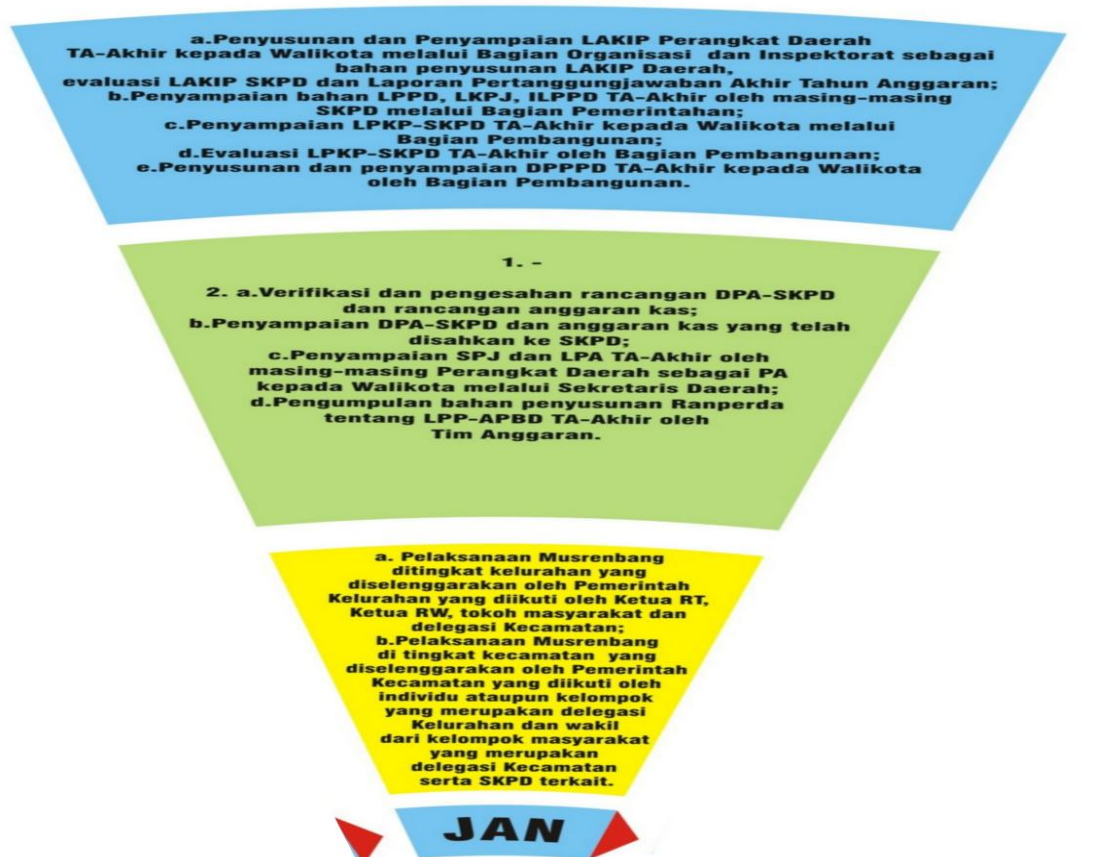 a.Penyusunan dan Penyampaian LAKIP Perangkat Daerah
TA-Akhir kepada Walikota melalui Bagian Organisasi dan Inspektorat sebagai
bahan pertyusunan LAKIP Daerah,
evaluasi LAKIP SKPD dan Laporan Pertanggungjawaban Akhir Tahun Anggaran;
b.Penyampaian bahan LPPD, LKPJ, ILPPD TA-Akhir oleh masing-masing
SKPD melalui Bagian Pemerintahan;
c.Penyampaian LPKP-SKPD TA-Akhir kepada Walikota melalui
Bagian Pembangunan;
d.Evaluasi LPKP-SKPD TA-Akhir oleh Bagian Pembangunan;
e.Penyusunan dan penyampaian DPPPD TA-Akhir kepada Walikota
oleh Bagian Pembangunan.
1. -
2. a.Verifikasi dan pengesahan rancangan DPA-SKPD
dan rancangan anggaran kas;
b.Penyampaian DPA-SKPD dan anggaran kas yang telah
disahkan ke SKPD;
c.Penyampaian SPJ dan LPA TA-Akhir oleh
masing-masing Perangkat Daerah sebagai PA
kepada Walikota melalui Sekretaris Daerah;
d.Pengumpulan bahan penyusunan Ranperda
tentang LPP-APBD TA-Akhir oleh
Tim Anggaran.
a. Pelaksanaan Musrenbang
ditingkat kelurahan yang
diselenggarakan oleh Pemerintah
Kelurahan yang diikuti oleh Ketua RT,
Ketua RW, tokoh masyarakat dan
delegasi Kecamatan;
b.Pelaksanaan Musrenbang
di tingkat kecamatan yang
diselenggarakan oleh Pemerintah
Kecamatan yang diikuti oleh
individu ataupun kelompok
yang merupakan delegasi
Kelurahan dan wakil
dari kelompok masyarakat
yang merupakan
delegasi Kecamatan
serta SKPD terkait.
JAN